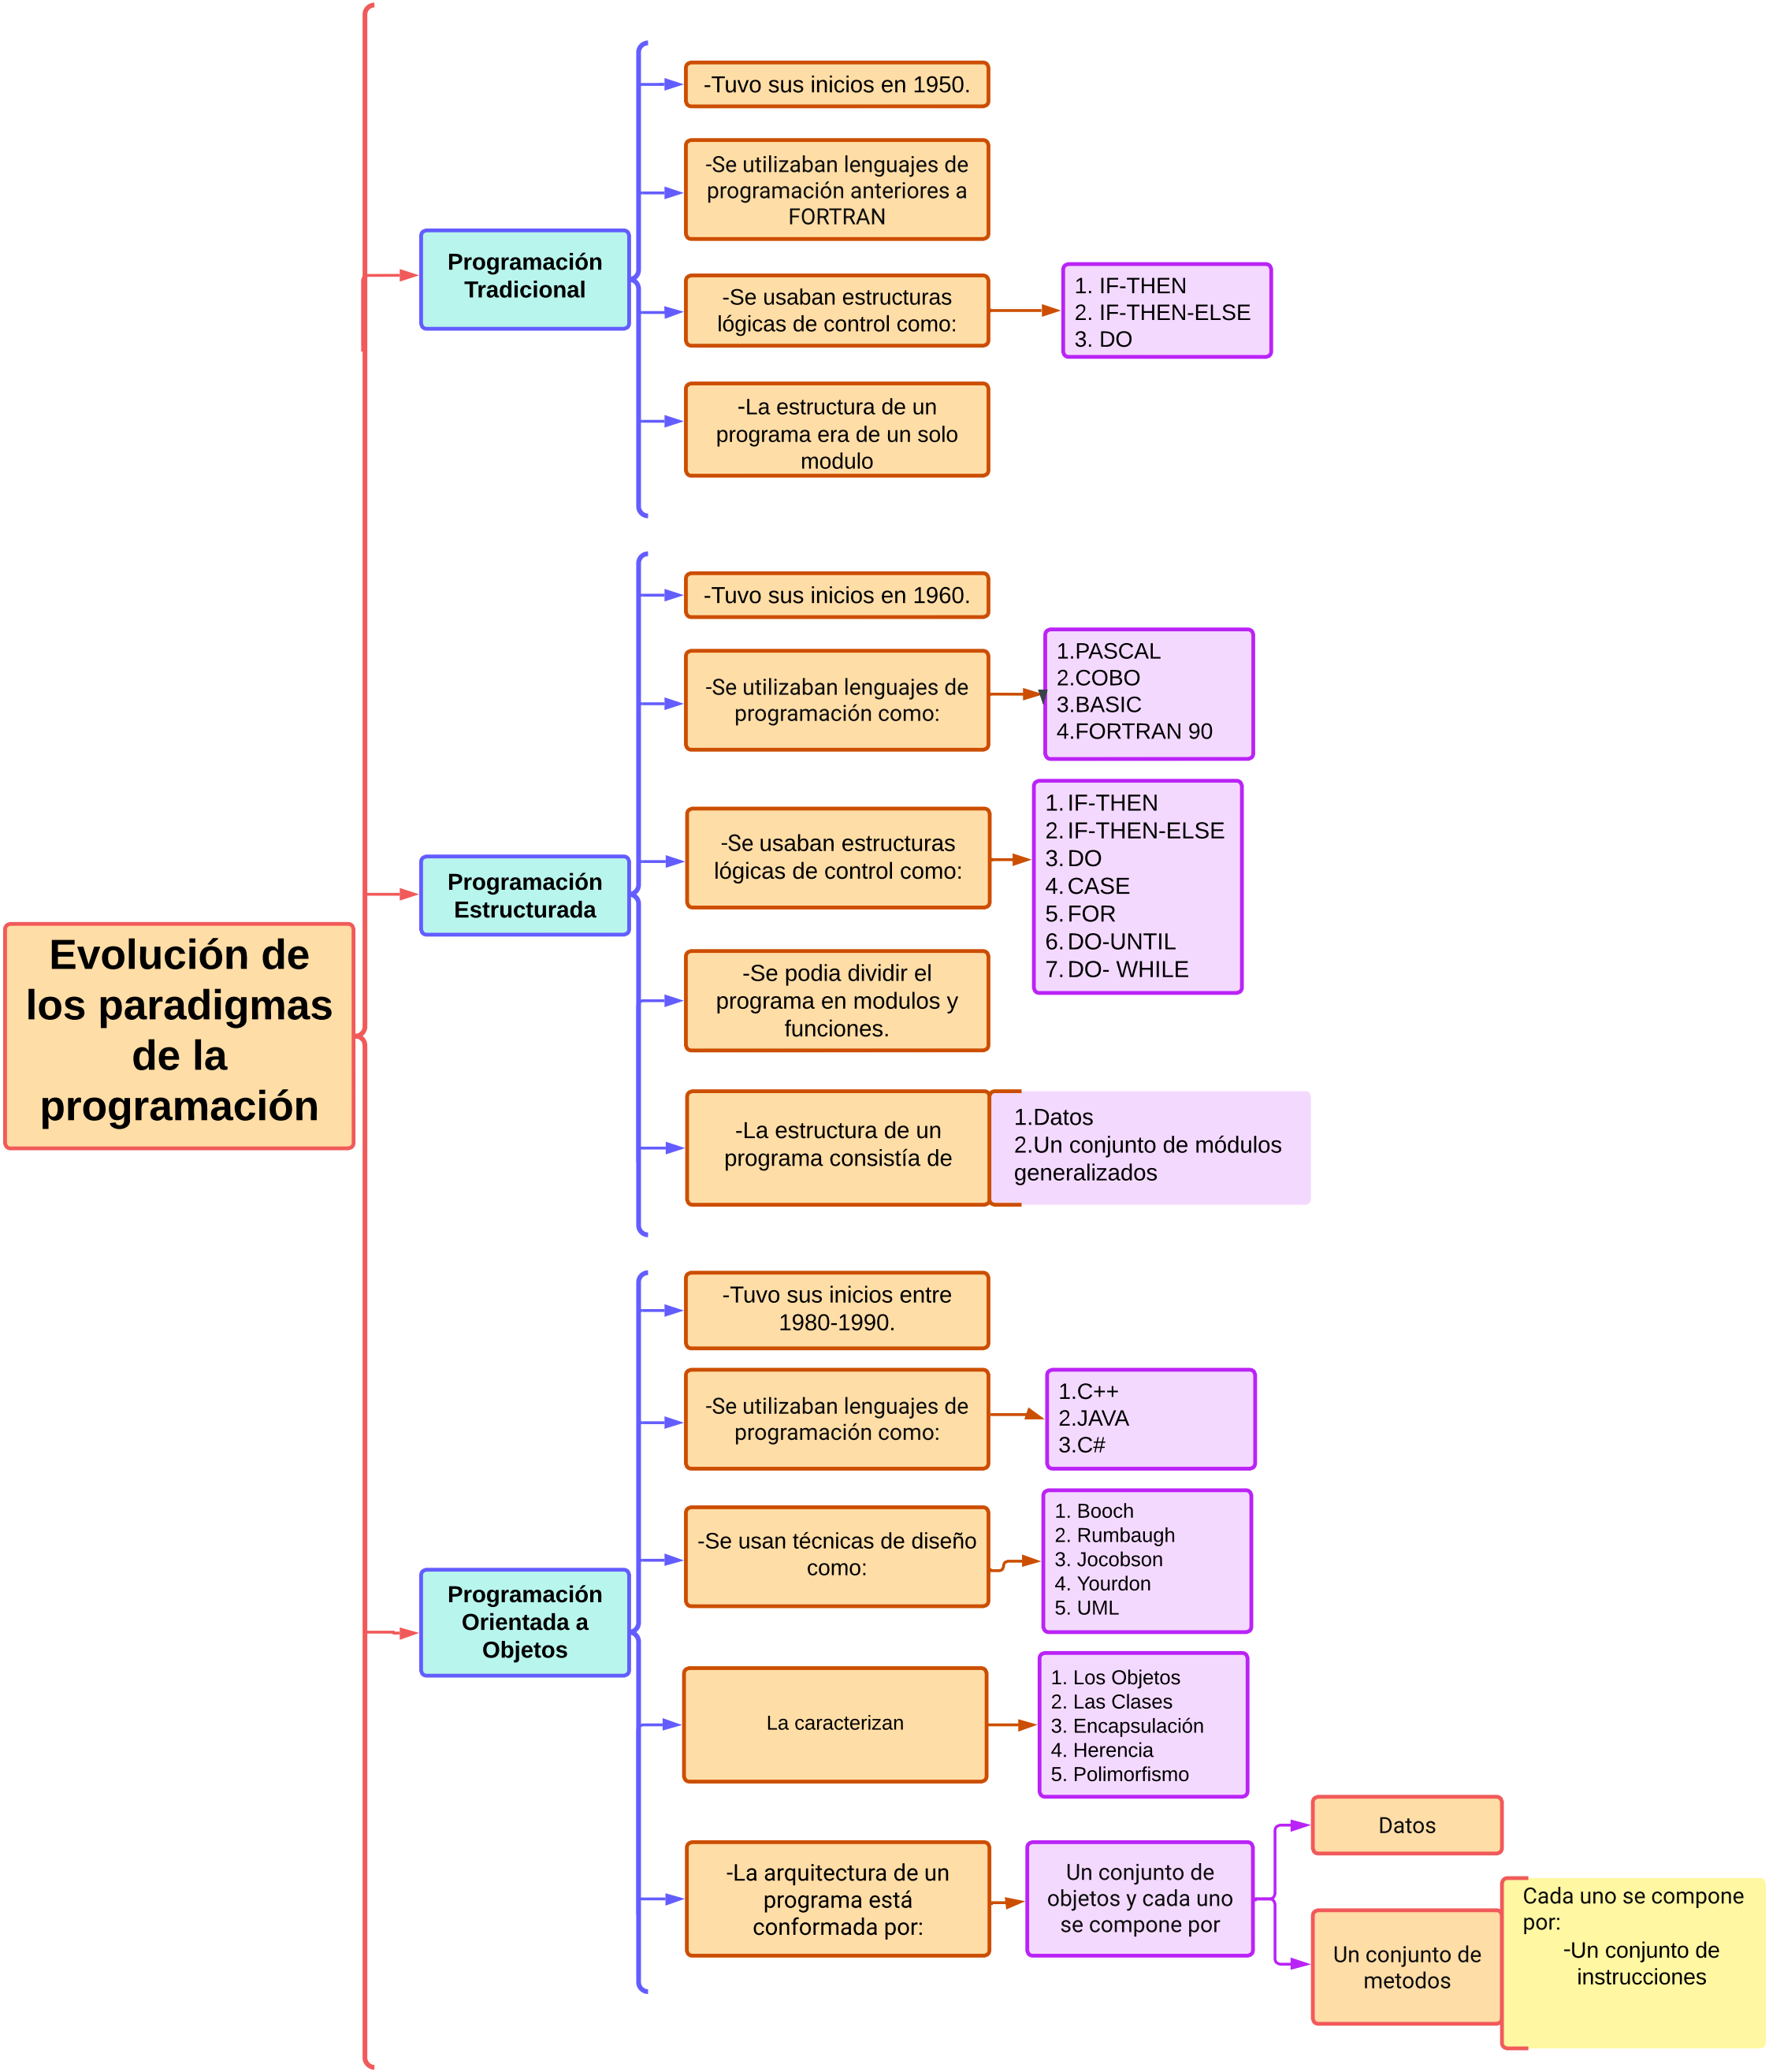 Evolución de
los paradigmas
de la
programación
Programación
Tradicional
-Tuvo sus inicios en 1950.
-Se utilizaban lenguajes de
programación anteriores a
FORTRAN
-Se usaban estructuras
lógicas de control como:
1. IF-THEN
2. IF-THEN-ELSE
3. DO
-La estructura de un
programa era de un solo
modulo
Programación
Estructurada
-Tuvo sus inicios en 1960.
-Se utilizaban lenguajes de
programación como:
1.PASCAL
2.COBO
3.BASIC
4.FORTRAN 90
-Se usaban estructuras
lógicas de control como:
1. IF-THEN
2. IF-THEN-ELSE
3. DO
4. CASE
5. FOR
6. DO-UNTIL
7. DO- WHILE
-Se podia dividir el
programa en modulos y
funciones.
-La estructura de un
programa consistía de
1.Datos
2.Un conjunto de módulos
generalizados
Programación
Orientada a
Objetos
-Tuvo sus inicios entre
1980-1990.
-Se utilizaban lenguajes de
programación como:
1.C++
2.JAVA
3.C#
-Se usan técnicas de diseño
como:
1. Booch
2. Rumbaugh
3. Jocobson
4. Yourdon
5. UML
La caracterizan
1. Los Objetos
2. Las Clases
3. Encapsulación
4. Herencia
5. Polimorfismo
-La arquitectura de un
programa está
conformada por:
Un conjunto de
objetos y cada uno
se compone por
Datos
Un conjunto de
metodos
Cada uno se compone
por:
-Un conjunto de
instrucciones